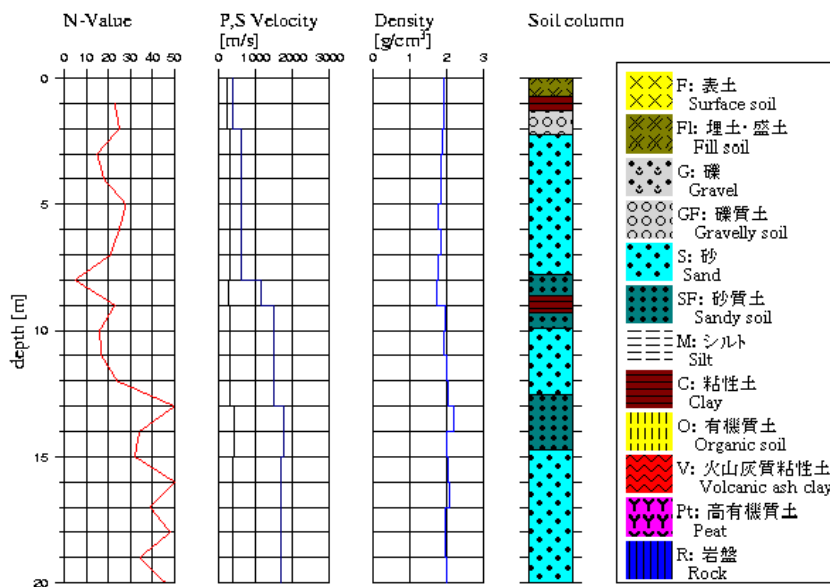 N-Value
P,S Velocity
[m/s]
Density
[g/cm³]
Soil column
0 10 20 30 40 50
0 1000 2000 3000
0 1 2 3
0
5
10
15
20
depth [m]
F: 表土
Surface soil
Fl: 埋土・盛土
Fill soil
G: 礫
Gravel
GF: 礫質土
Gravelly soil
S: 砂
Sand
SF: 砂質土
Sandy soil
M: シルト
Silt
C: 粘性土
Clay
O: 有機質土
Organic soil
V: 火山灰質粘性土
Volcanic ash clay
Pt: 高有機質土
Peat
R: 岩盤
Rock